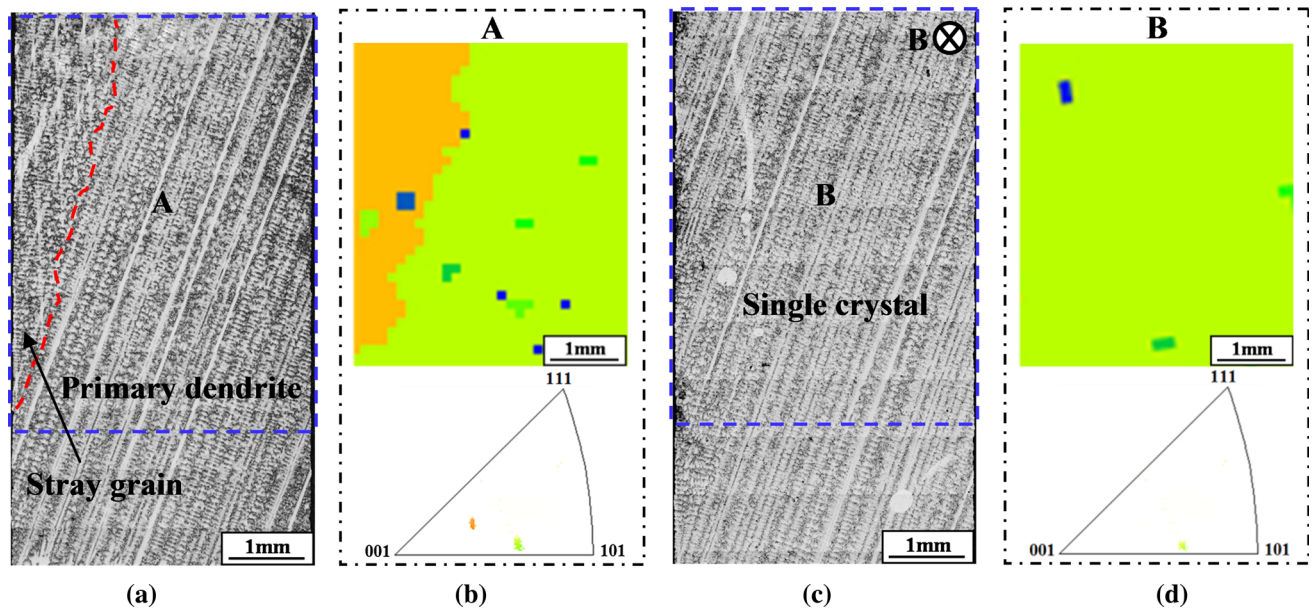 A
Primary dendrite
Stray grain
1mm
(a)
A
1mm
111
001
101
(b)
B
B
Single crystal
1mm
(c)
B
1mm
111
001
101
(d)